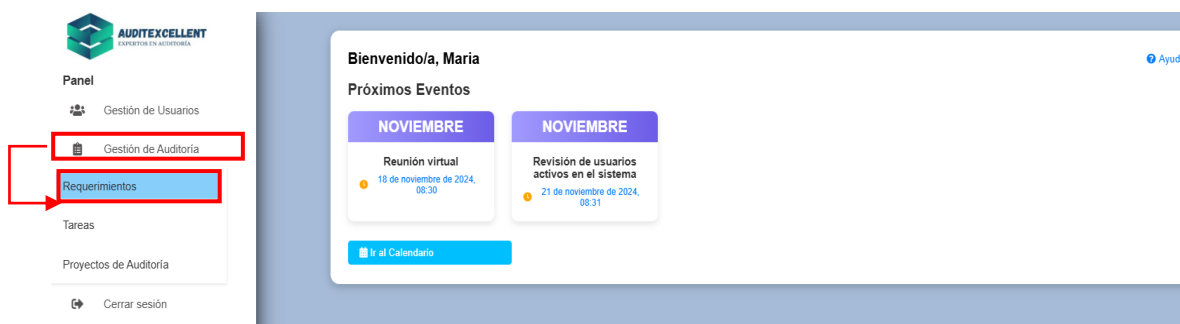 AUDITEXCELLENT
EXPERTOS EN AUDITORÍA
Panel
Gestión de Usuarios
Gestión de Auditoría
Requerimientos
Tareas
Proyectos de Auditoría
Cerrar sesión
Bienvenido/a, Maria
Ayud
Próximos Eventos
NOVIEMBRE
Reunión virtual
18 de noviembre de 2024,
08:30
NOVIEMBRE
Revisión de usuarios
activos en el sistema
21 de noviembre de 2024,
08:31
Ir al Calendario